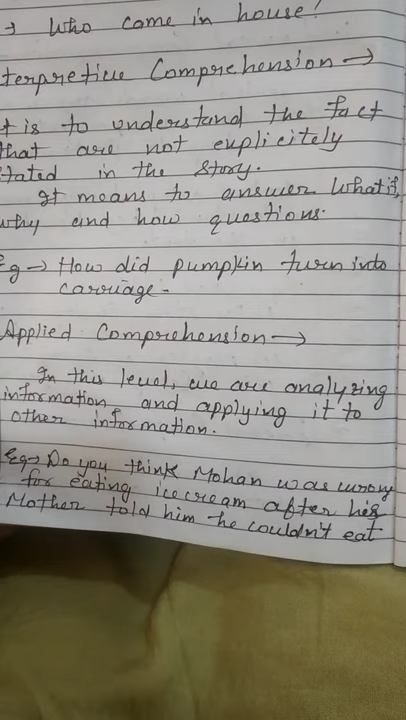 → Who come in house?
terpretive Comprehension →
t is to understand the fact
that are not explicitely
tated in the story.
It means to answer What if,
why and how questions.
Eg → How did pumpkin turn into
carriage.
Applied Comprehension →
In this level, we are analyzing
information and applying it to
other information.
Eg → Do you think Mohan was wrong
for eating icecream after his
Mother told him he couldn't eat